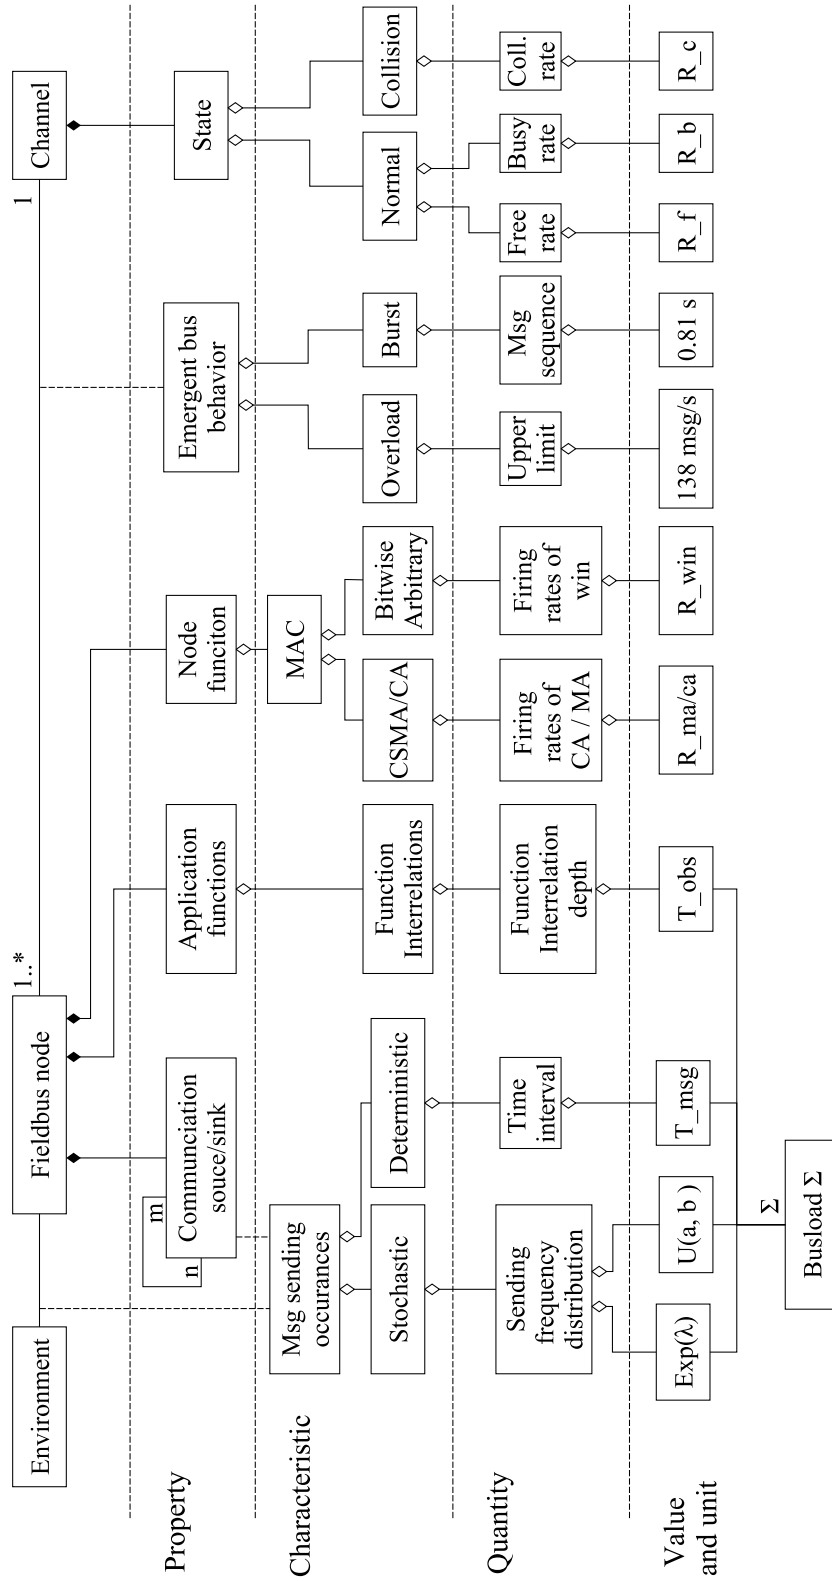 Environment
Fieldbus node
1..*
1
Channel
Property
m
n
Communciation
souce/sink
Application
functions
Node
funciton
Emergent bus
behavior
State
Characteristic
Msg sending
occurances
MAC
Stochastic
Deterministic
Function
Interrelations
CSMA/CA
Bitwise
Arbitrary
Overload
Burst
Normal
Collision
Quantity
Sending
frequency
distribution
Time
interval
Function
Interrelation
depth
Firing
rates of
CA / MA
Firing
rates of
win
Upper
limit
Msg
sequence
Free
rate
Busy
rate
Coll.
rate
Value
and unit
Exp(λ)
U(a, b )
T_msg
T_obs
R_ma/ca
R_win
138 msg/s
0.81 s
R_f
R_b
R_c
Σ
Busload Σ